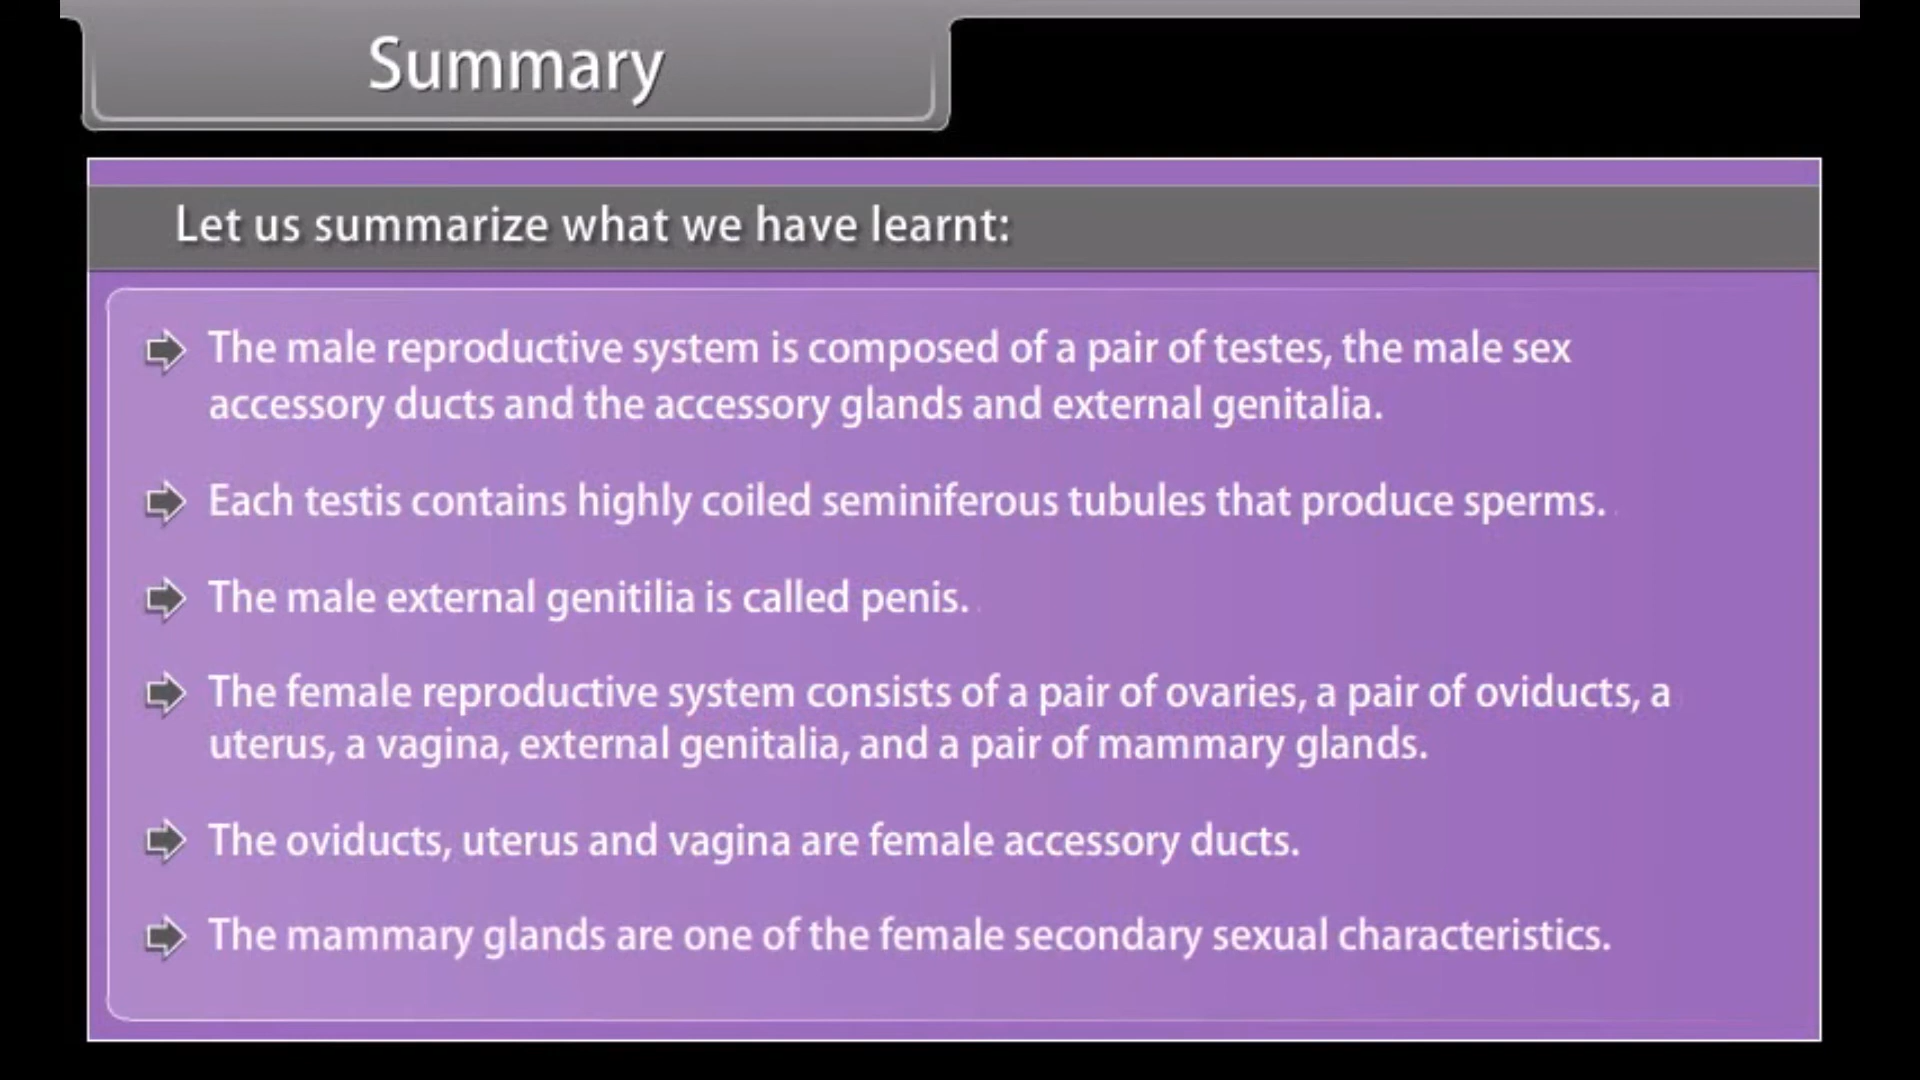 Summary
Let us summarize what we have learnt:
The male reproductive system is composed of a pair of testes, the male sex
accessory ducts and the accessory glands and external genitalia.
Each testis contains highly coiled seminiferous tubules that produce sperms.
The male external genitilia is called penis.
The female reproductive system consists of a pair of ovaries, a pair of oviducts, a
uterus, a vagina, external genitalia, and a pair of mammary glands.
The oviducts, uterus and vagina are female accessory ducts.
The mammary glands are one of the female secondary sexual characteristics.